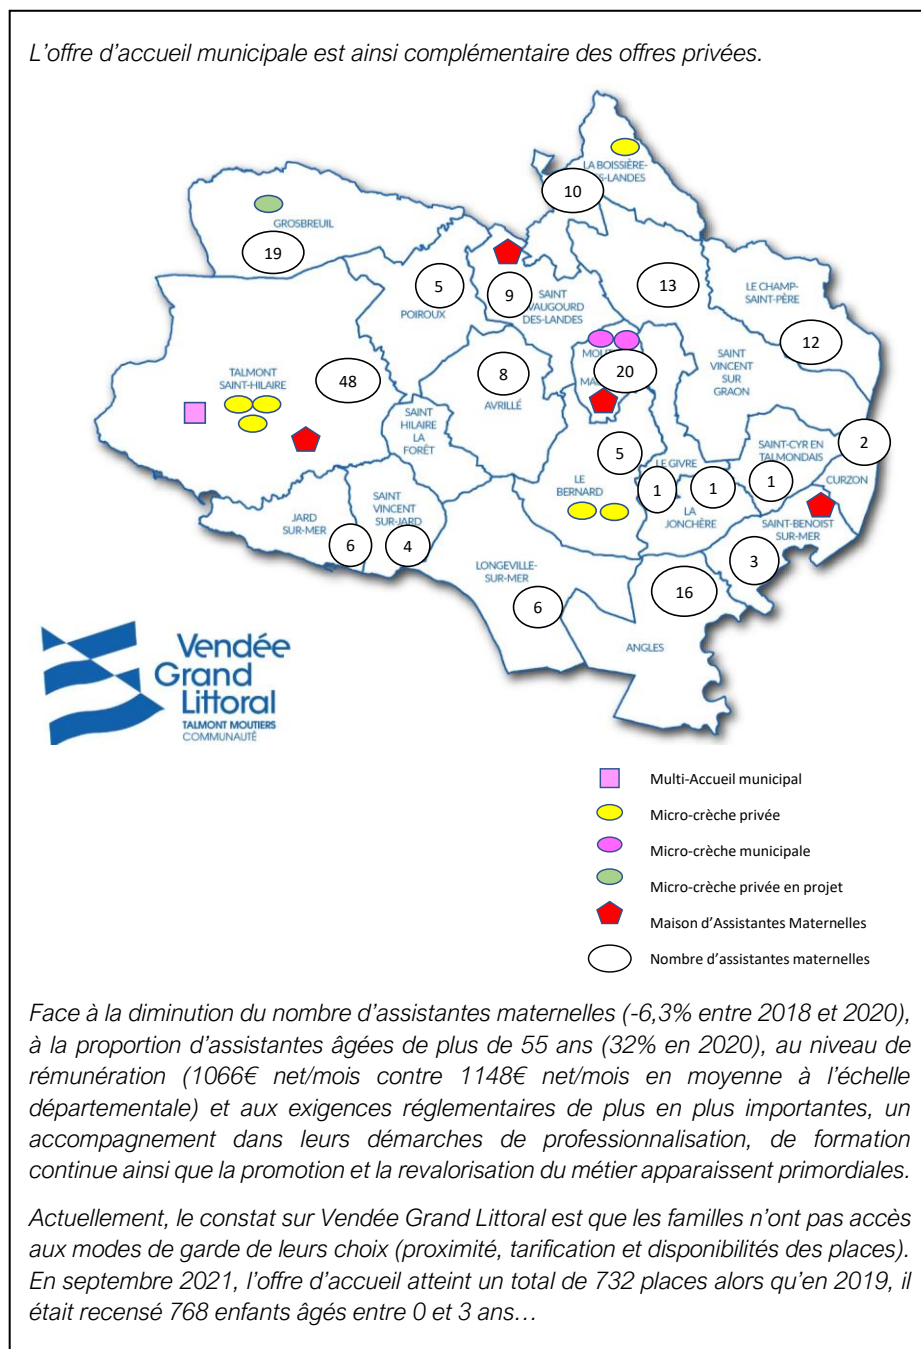 L’offre d’accueil municipale est ainsi complémentaire des offres privées.
LA BOISSIÈRE-
DES-LANDES
10
GROSBREUIL
19
5
POIROUX
9
SAINT
VAUGOURD
DES-LANDES
13
LE CHAMP-
SAINT-PÈRE
12
TALMONT
SAINT-HILAIRE
48
8
AVRILLÉ
20
SAINT
VINCENT
SUR
GRAON
SAINT
HILAIRE
LA
FORÊT
5
LE
BERNARD
LE GIVRE
1
1
LA
JONCHÈRE
SAINT-CYR EN
TALMONDAIS
1
2
CURZON
JARD
SUR-MER
6
SAINT
VINCENT
SUR-JARD
4
SAINT-BENOIST
SUR-MER
3
LONGEVILLE-
SUR-MER
6
16
ANGLES
Vendée
Grand
Littoral
TALMONT MOUTIERS
COMMUNAUTÉ
Multi-Accueil municipal
Micro-crèche privée
Micro-crèche municipale
Micro-crèche privée en projet
Maison d’Assistantes Maternelles
Nombre d’assistantes maternelles
Face à la diminution du nombre d’assistantes maternelles (-6,3% entre 2018 et 2020),
à la proportion d’assistantes âgées de plus de 55 ans (32% en 2020), au niveau de
rémunération (1066€ net/mois contre 1148€ net/mois en moyenne à l’échelle
départementale) et aux exigences réglementaires de plus en plus importantes, un
accompagnement dans leurs démarches de professionnalisation, de formation
continue ainsi que la promotion et la revalorisation du métier apparaissent primordiales.
Actuellement, le constat sur Vendée Grand Littoral est que les familles n’ont pas accès
aux modes de garde de leurs choix (proximité, tarification et disponibilités des places).
En septembre 2021, l’offre d’accueil atteint un total de 732 places alors qu’en 2019, il
était recensé 768 enfants âgés entre 0 et 3 ans…